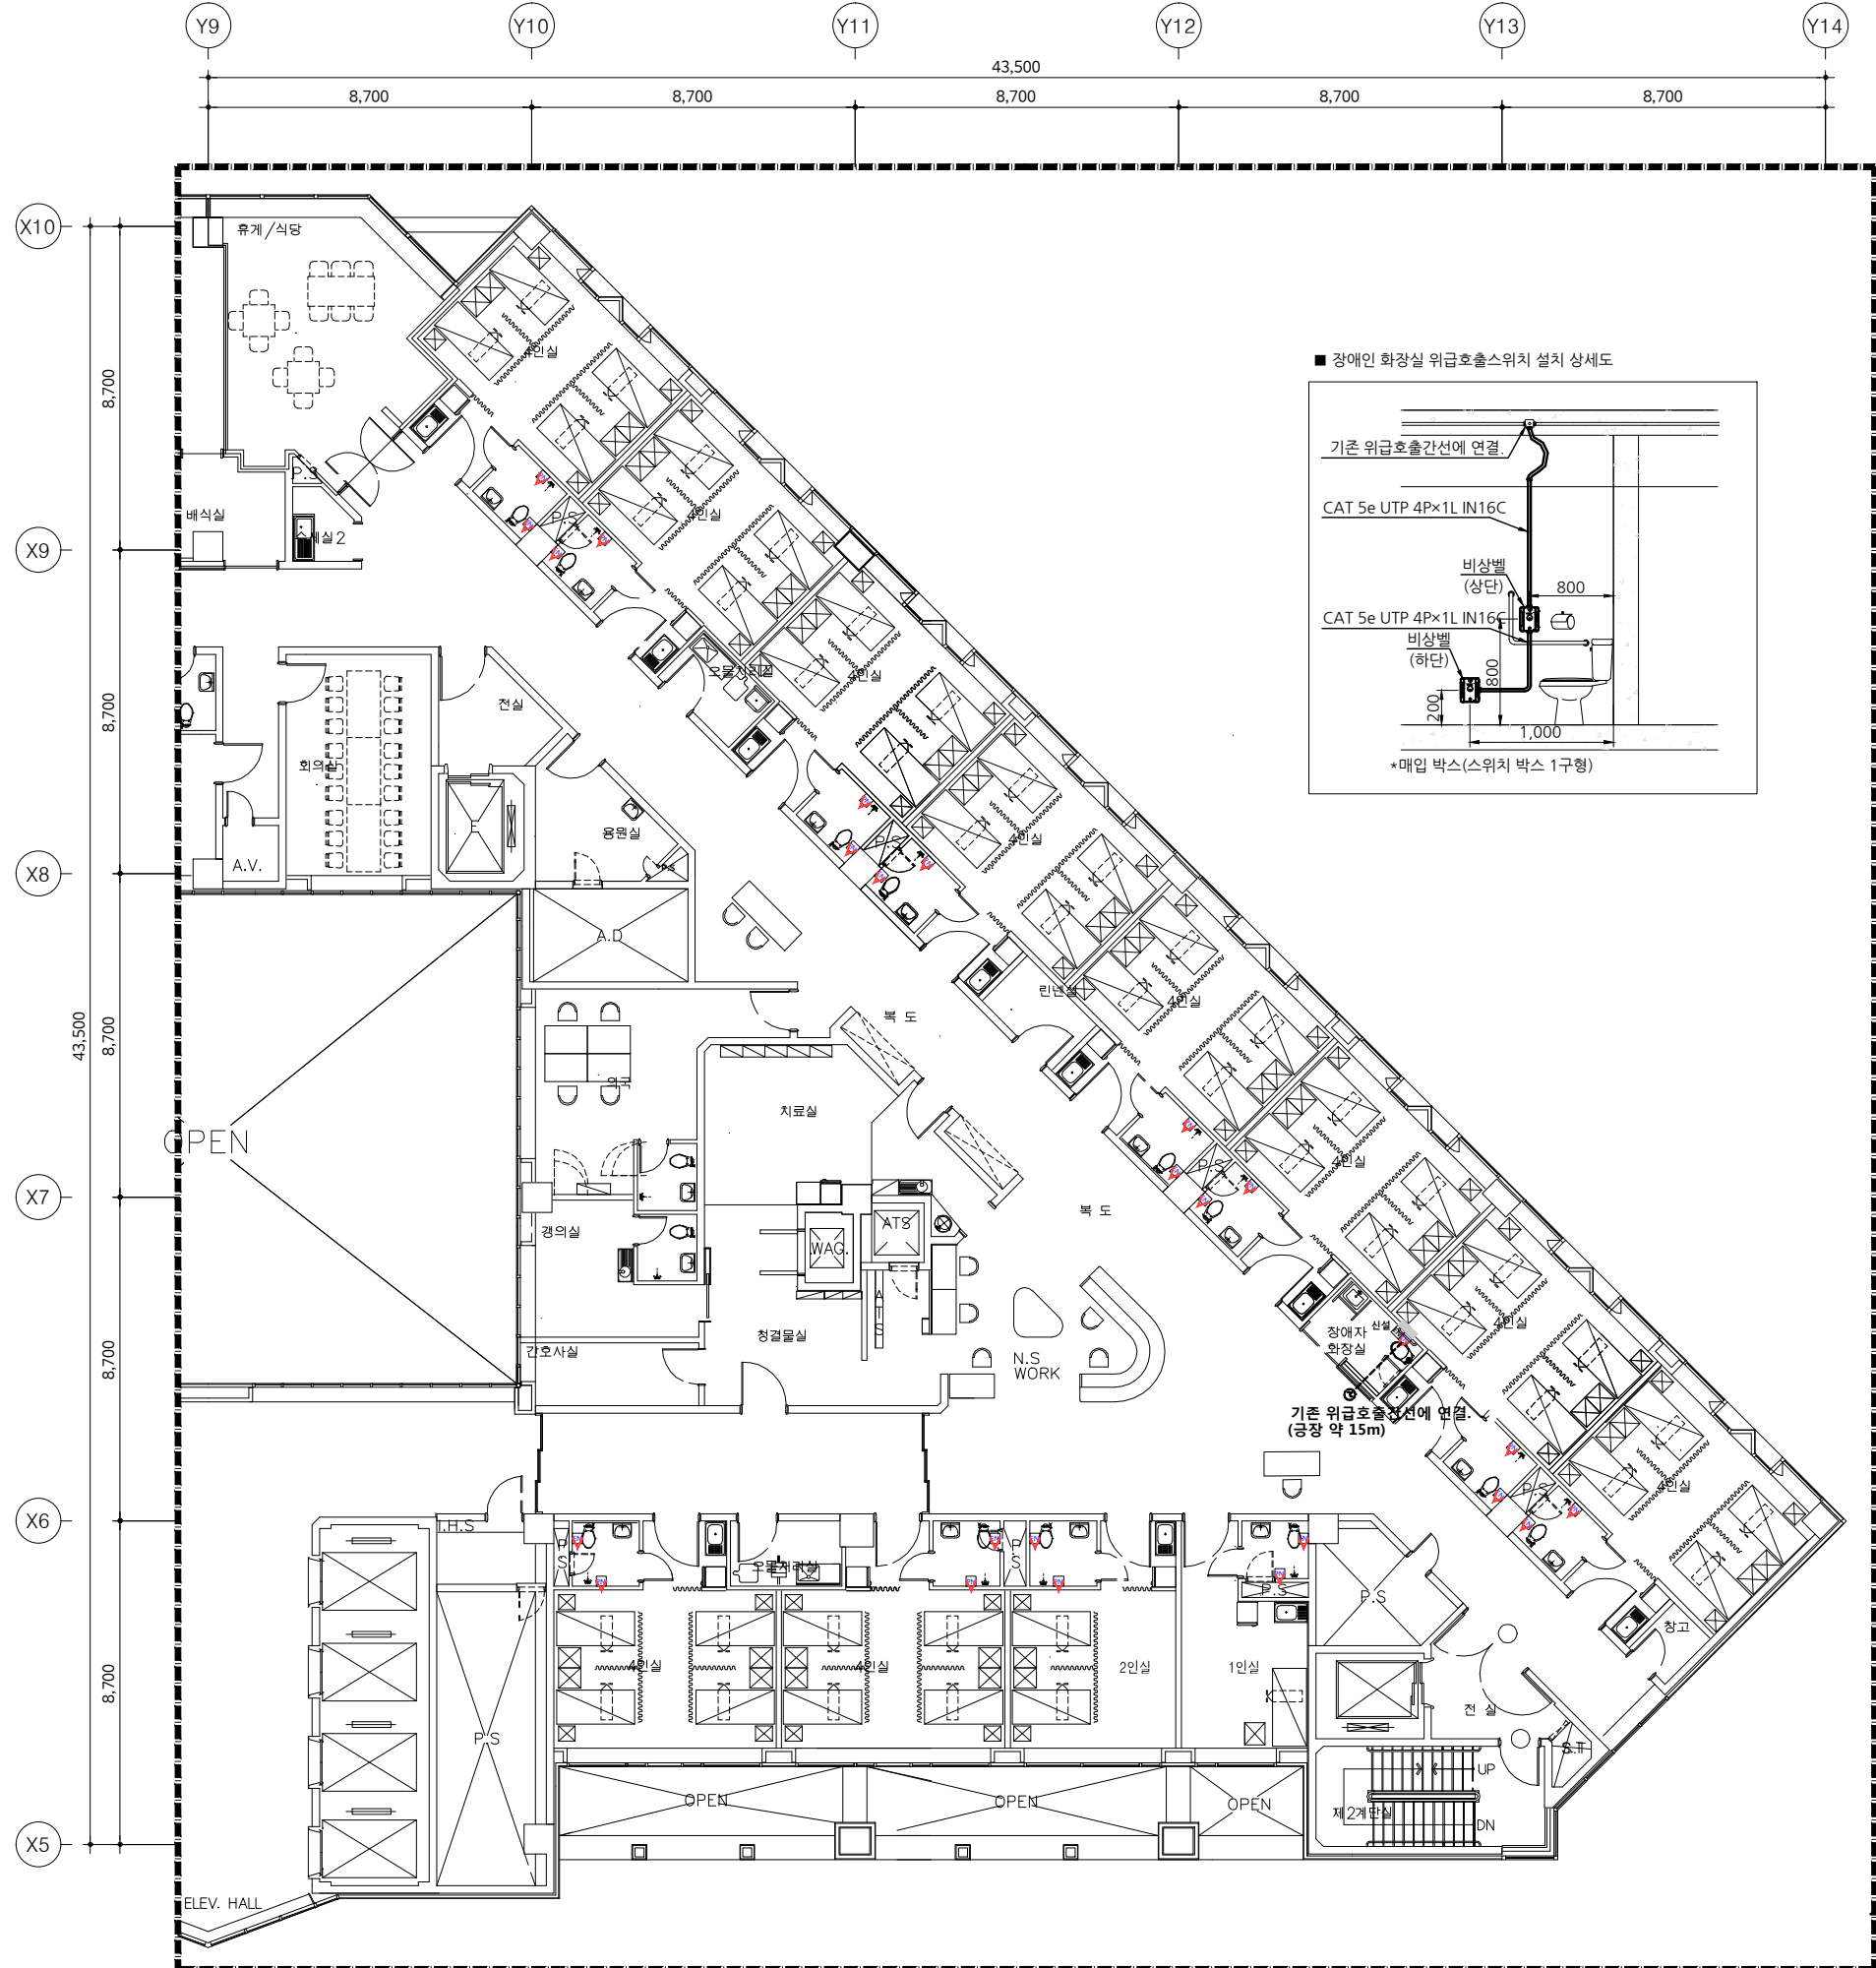 Y9
Y10
Y11
Y12
Y13
Y14
43,500
8,700
8,700
8,700
8,700
8,700
X10
X9
X8
X7
X6
X5
43,500
8,700
8,700
8,700
8,700
8,700
휴게/식당
4인실
■ 장애인 화장실 위급호출스위치 설치 상세도
기존 위급호출간선에 연결.
CAT 5e UTP 4P×1L IN16C
비상벨
(상단)
800
CAT 5e UTP 4P×1L IN16C
비상벨
(하단)
800
200
1,000
*매입 박스(스위치 박스 1구형)
P.S
배식실
실2
P.S
4인실
오물처리실
4인실
전실
회의실
E
용원실
P.S
A.V.
P.S
4인실
A.D
린넨실
4인실
복 도
OPEN
의국
치료실
P.S
4인실
복 도
갱의실
WAG.
ATS
ATS
청결물실
간호사실
N.S
WORK
장애자
화장실
신설
4인실
기존 위급호출간선에 연결.
(긍장 약 15m)
P.S
4인실
H.S
P.S
오물처리실
P.S
P.S
P.S
창고
4인실
4인실
2인실
1인실
전 실
P.S
S.T
OPEN
OPEN
OPEN
UP
제2계단실
DN
ELEV. HALL